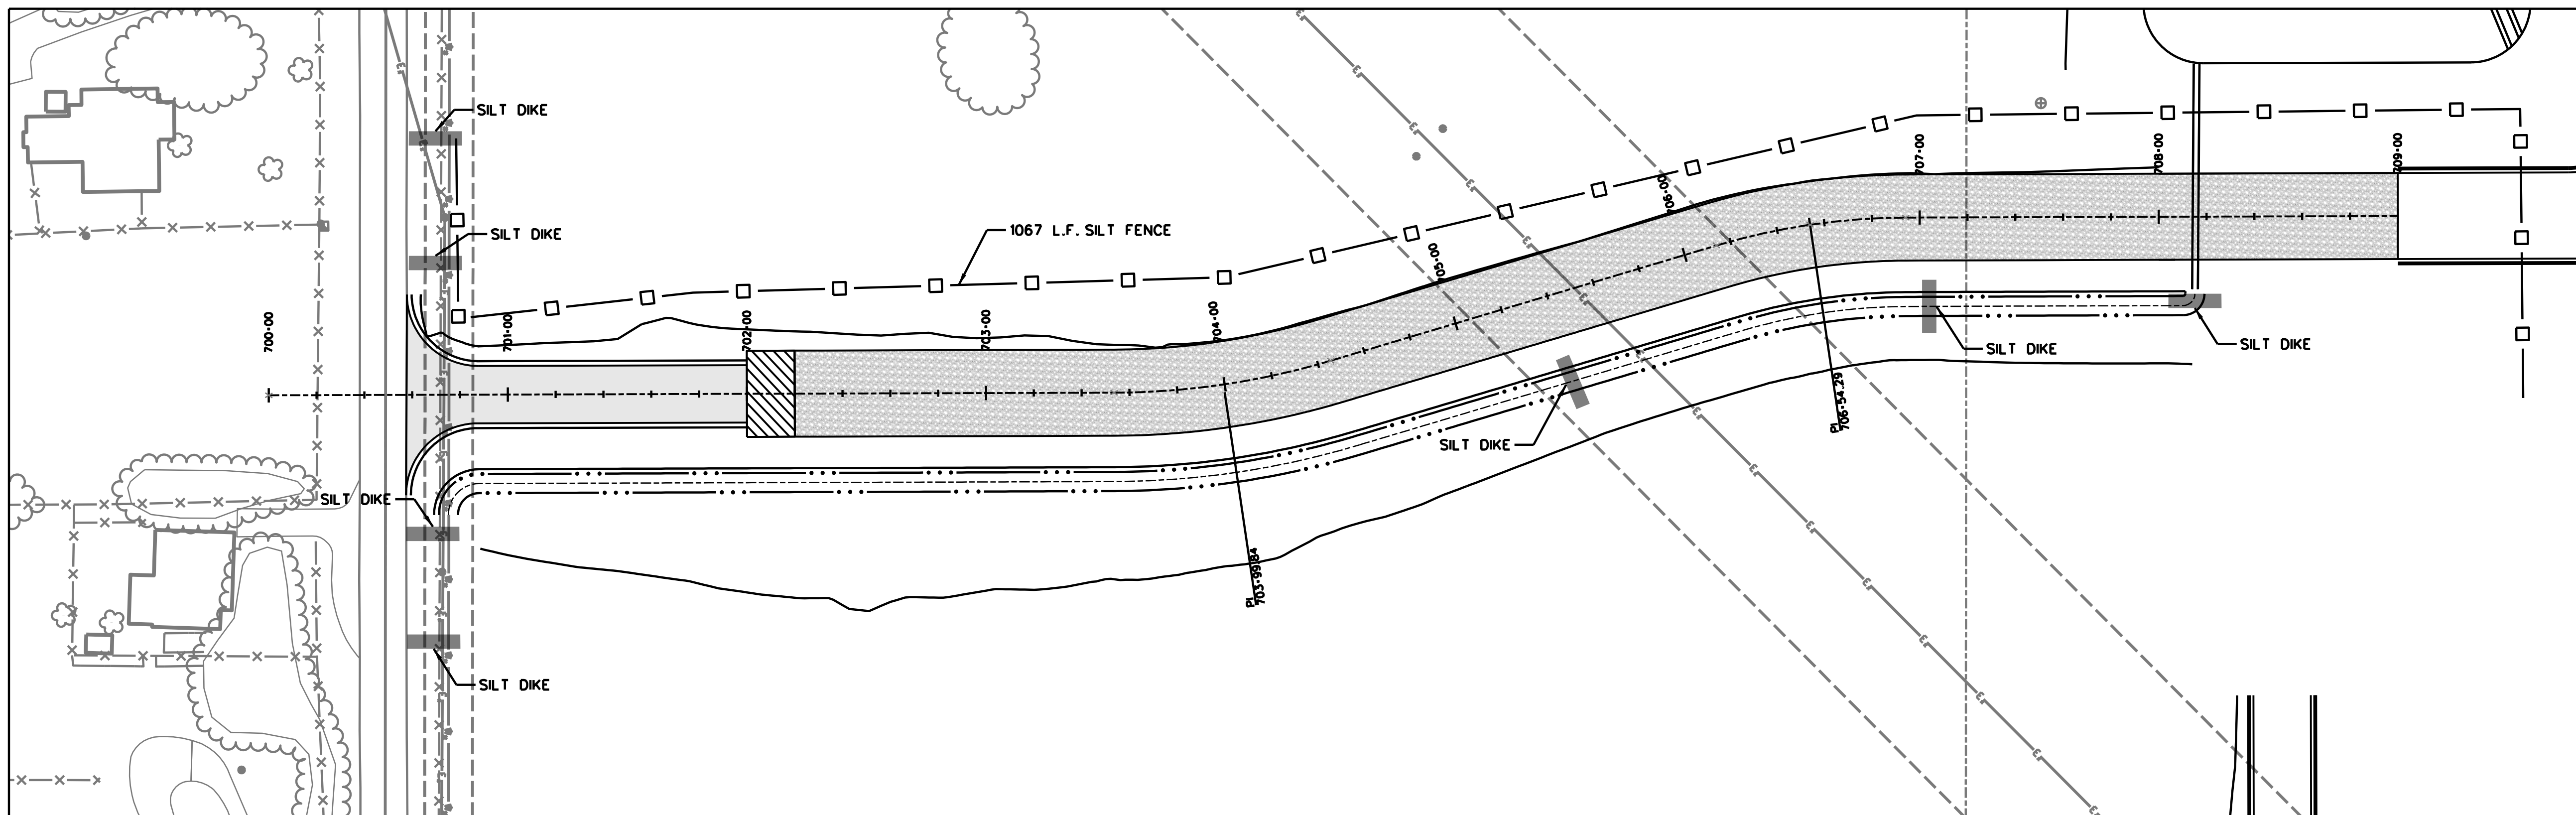 SILT DIKE
SILT DIKE
1067 L.F. SILT FENCE
700+00
701+00
702+00
703+00
704+00
705+00
706+00
707+00
708+00
709+00
SILT DIKE
SILT DIKE
SILT DIKE
SILT DIKE
SILT DIKE
PI
703+99.84
PI
706+54.29